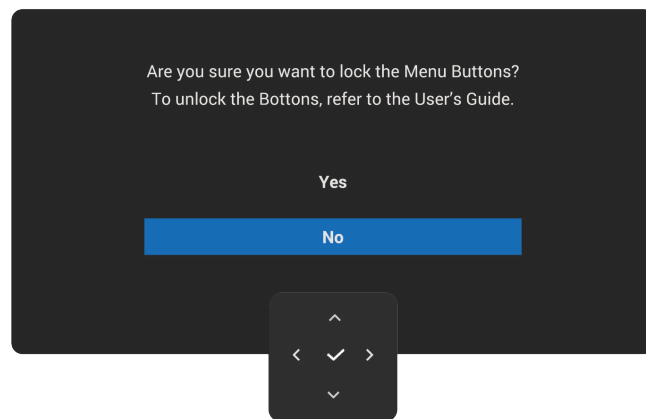 Are you sure you want to lock the Menu Buttons?
To unlock the Bottons, refer to the User’s Guide.
Yes
No